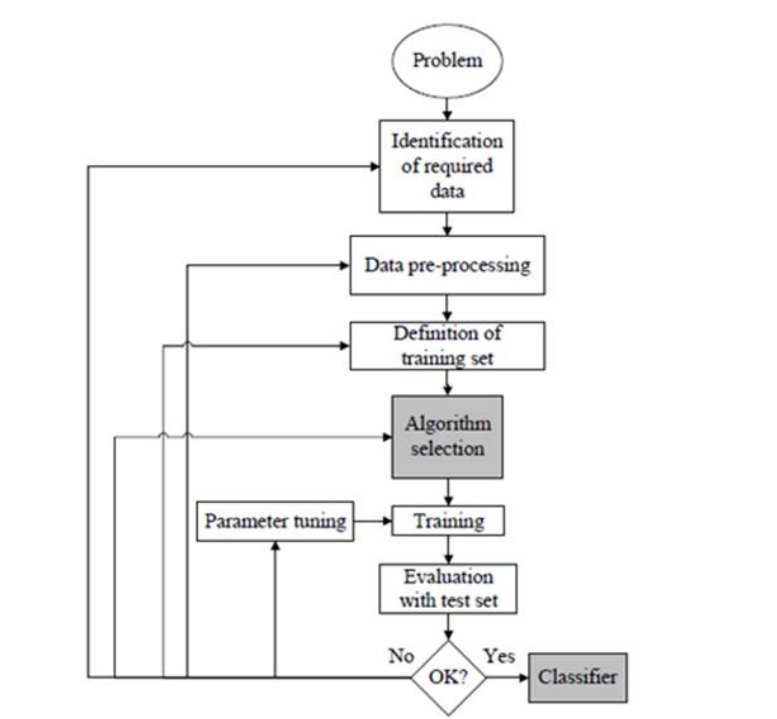 Problem
Identification
of required
data
Data pre-processing
Definition of
training set
Algorithm
selection
Parameter tuning
Training
Evaluation
with test set
No
OK?
Yes
Classifier